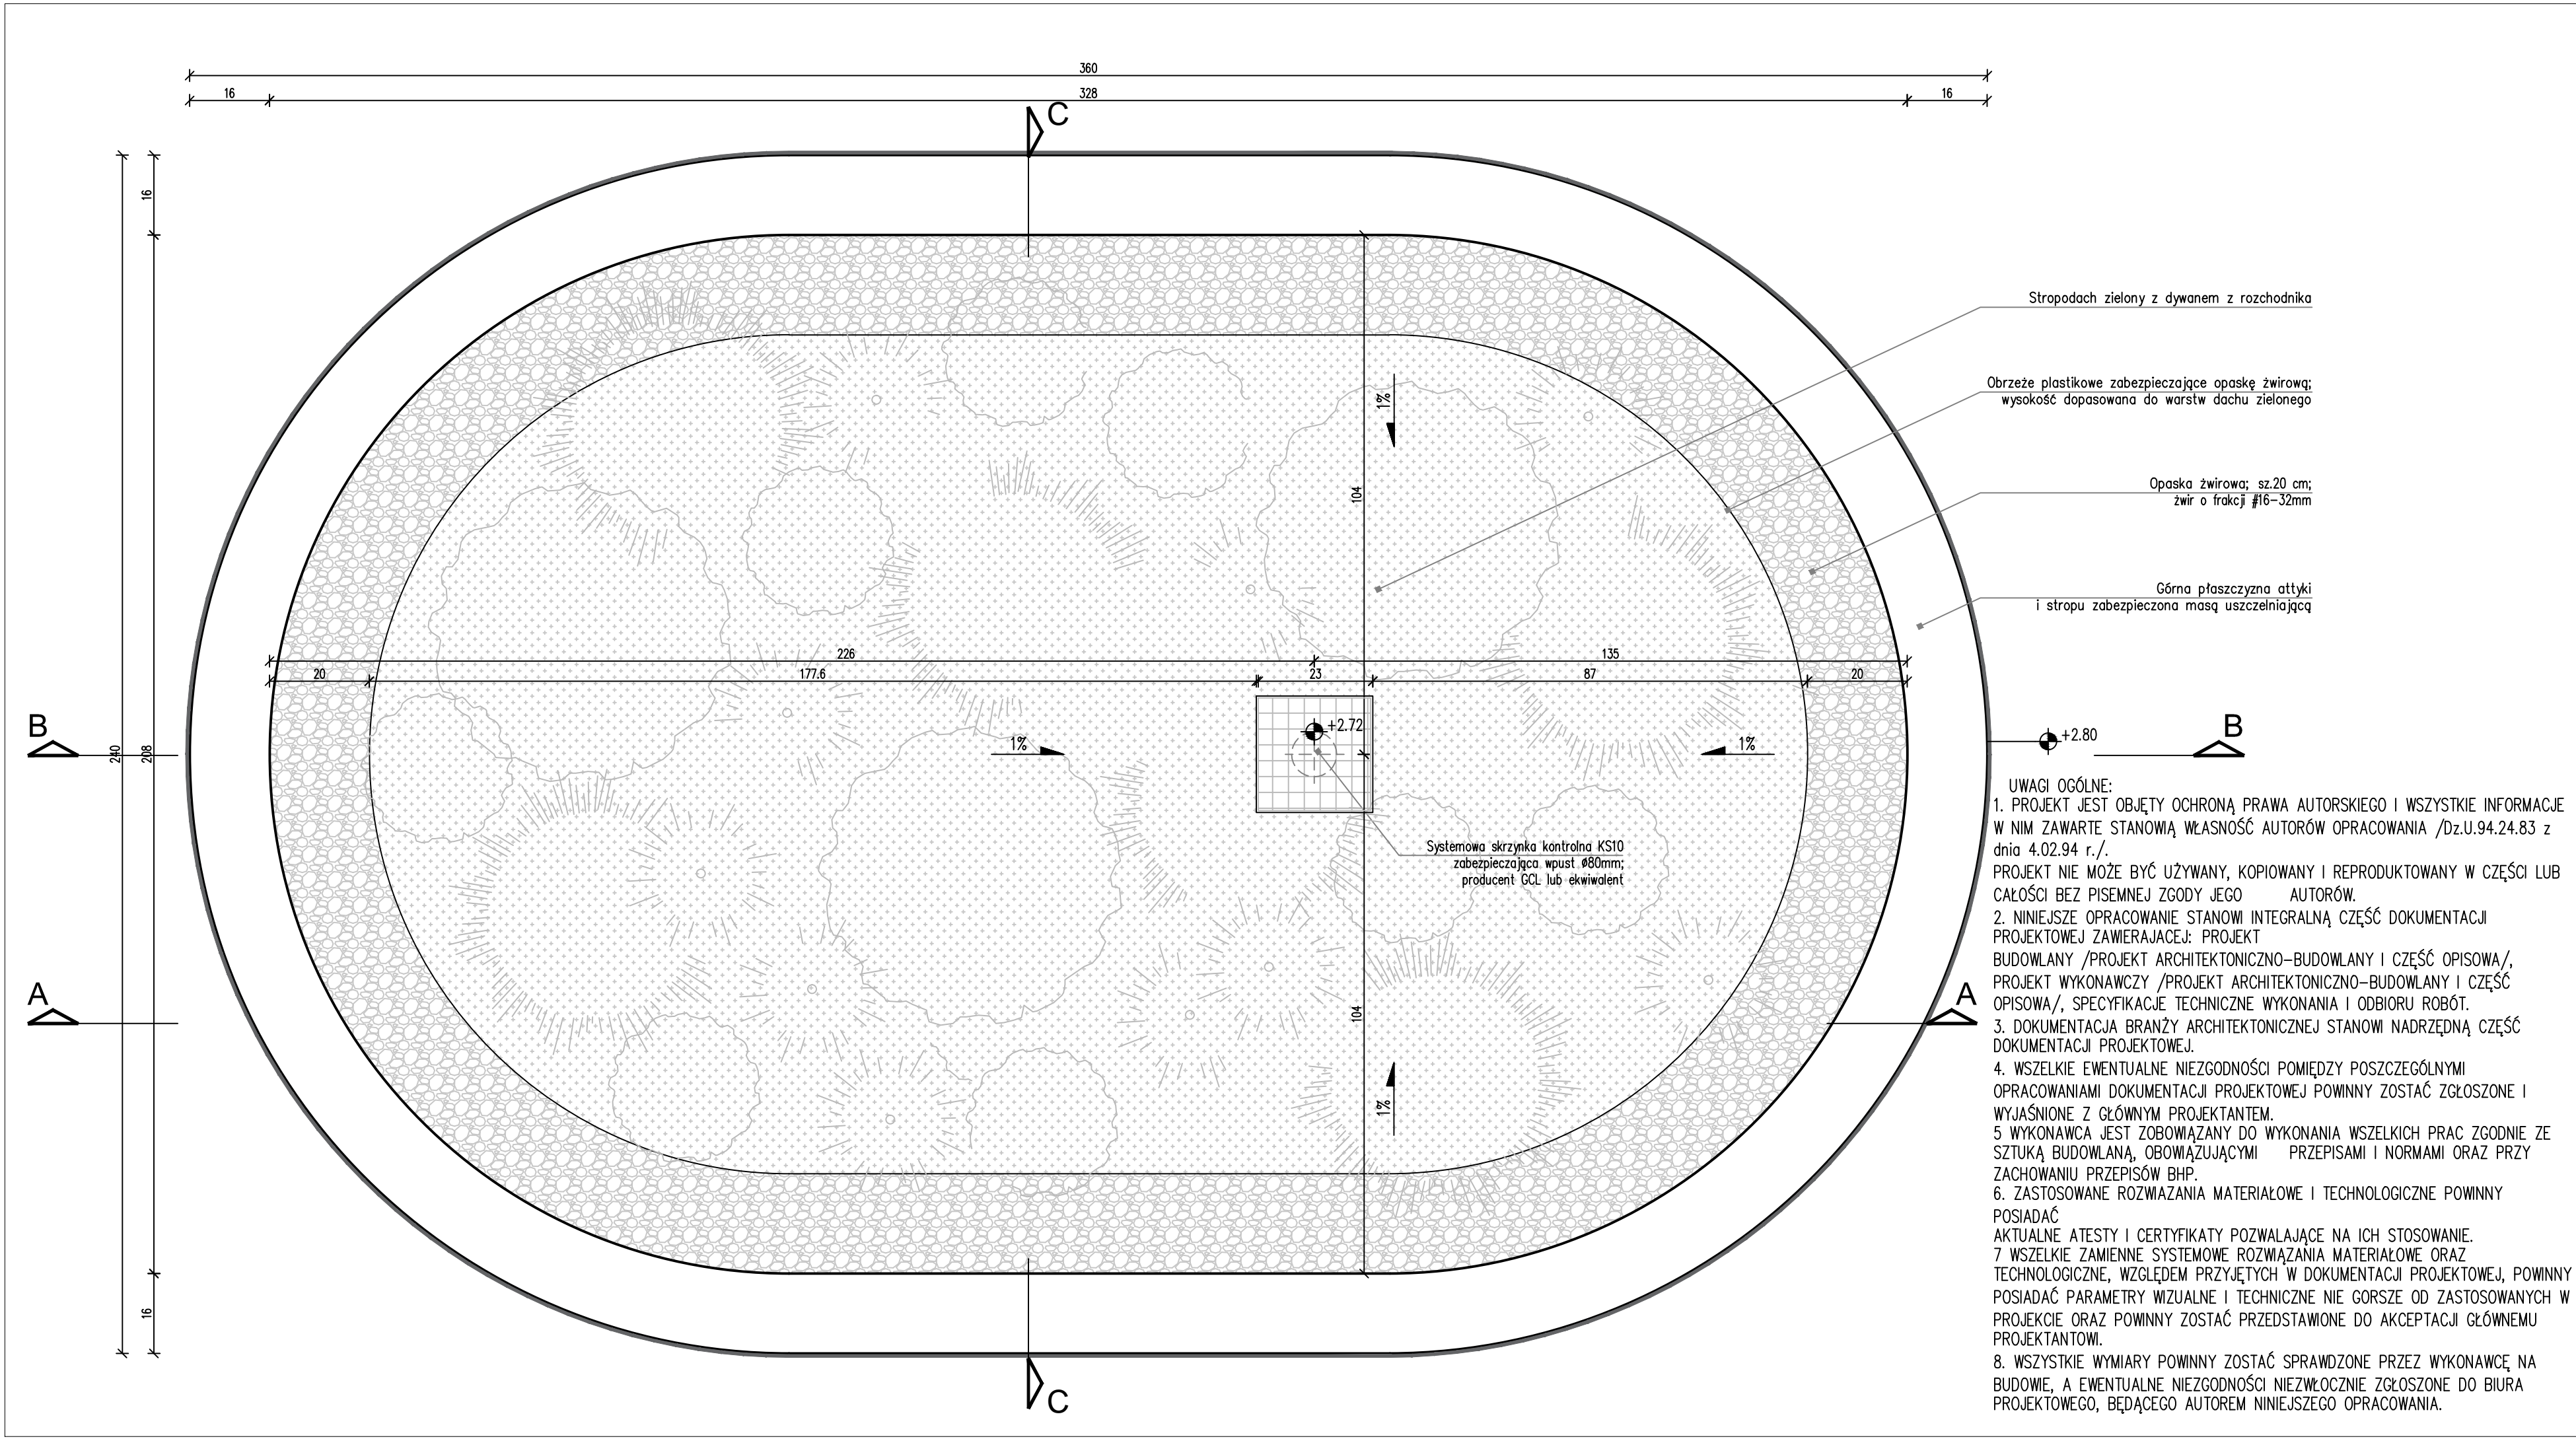 360
16
328
16
C
16
Stropodach zielony z dywanem z rozchodnika
Obrzeże plastikowe zabezpieczające opaskę żwirową;
wysokość dopasowana do warstw dachu zielonego
1%
104
Opaska żwirowa; sz.20 cm;
żwir o frakcji #16-32mm
Górna płaszczyzna attyki
i stropu zabezpieczona masą uszczelniającą
226
135
20
177.6
23
87
20
B
240
208
1%
+2.72
1%
+2.80
B
Systemowa skrzynka kontrolna KS10
zabezpieczająca wpust ø80mm;
producent GCL lub ekwiwalent
A
104
A
1%
16
C
UWAGI OGÓLNE:
1. PROJEKT JEST OBJĘTY OCHRONĄ PRAWA AUTORSKIEGO I WSZYSTKIE INFORMACJE
W NIM ZAWARTE STANOWIĄ WŁASNOŚĆ AUTORÓW OPRACOWANIA /Dz.U.94.24.83 z
dnia 4.02.94 r./.
PROJEKT NIE MOŻE BYĆ UŻYWANY, KOPIOWANY I REPRODUKTOWANY W CZĘŚCI LUB
CAŁOŚCI BEZ PISEMNEJ ZGODY JEGO AUTORÓW.
2. NINIEJSZE OPRACOWANIE STANOWI INTEGRALNĄ CZĘŚĆ DOKUMENTACJI
PROJEKTOWEJ ZAWIERAJACEJ: PROJEKT
BUDOWLANY /PROJEKT ARCHITEKTONICZNO-BUDOWLANY I CZĘŚĆ OPISOWA/,
PROJEKT WYKONAWCZY /PROJEKT ARCHITEKTONICZNO-BUDOWLANY I CZĘŚĆ
OPISOWA/, SPECYFIKACJE TECHNICZNE WYKONANIA I ODBIORU ROBÓT.
3. DOKUMENTACJA BRANŻY ARCHITEKTONICZNEJ STANOWI NADRZĘDNĄ CZĘŚĆ
DOKUMENTACJI PROJEKTOWEJ.
4. WSZELKIE EWENTUALNE NIEZGODNOŚCI POMIĘDZY POSZCZEGÓLNYMI
OPRACOWANIAMI DOKUMENTACJI PROJEKTOWEJ POWINNY ZOSTAĆ ZGŁOSZONE I
WYJAŚNIONE Z GŁÓWNYM PROJEKTANTEM.
5 WYKONAWCA JEST ZOBOWIĄZANY DO WYKONANIA WSZELKICH PRAC ZGODNIE ZE
SZTUKĄ BUDOWLANĄ, OBOWIĄZUJĄCYMI PRZEPISAMI I NORMAMI ORAZ PRZY
ZACHOWANIU PRZEPISÓW BHP.
6. ZASTOSOWANE ROZWIAZANIA MATERIAŁOWE I TECHNOLOGICZNE POWINNY
POSIADAĆ
AKTUALNE ATESTY I CERTYFIKATY POZWALAJĄCE NA ICH STOSOWANIE.
7 WSZELKIE ZAMIENNE SYSTEMOWE ROZWIĄZANIA MATERIAŁOWE ORAZ
TECHNOLOGICZNE, WZGLĘDEM PRZYJĘTYCH W DOKUMENTACJI PROJEKTOWEJ, POWINNY
POSIADAĆ PARAMETRY WIZUALNE I TECHNICZNE NIE GORSZE OD ZASTOSOWANYCH W
PROJEKCIE ORAZ POWINNY ZOSTAĆ PRZEDSTAWIONE DO AKCEPTACJI GŁÓWNEMU
PROJEKTANTOWI.
8. WSZYSTKIE WYMIARY POWINNY ZOSTAĆ SPRAWDZONE PRZEZ WYKONAWCĘ NA
BUDOWIE, A EWENTUALNE NIEZGODNOŚCI NIEZWŁOCZNIE ZGŁOSZONE DO BIURA
PROJEKTOWEGO, BĘDĄCEGO AUTOREM NINIEJSZEGO OPRACOWANIA.